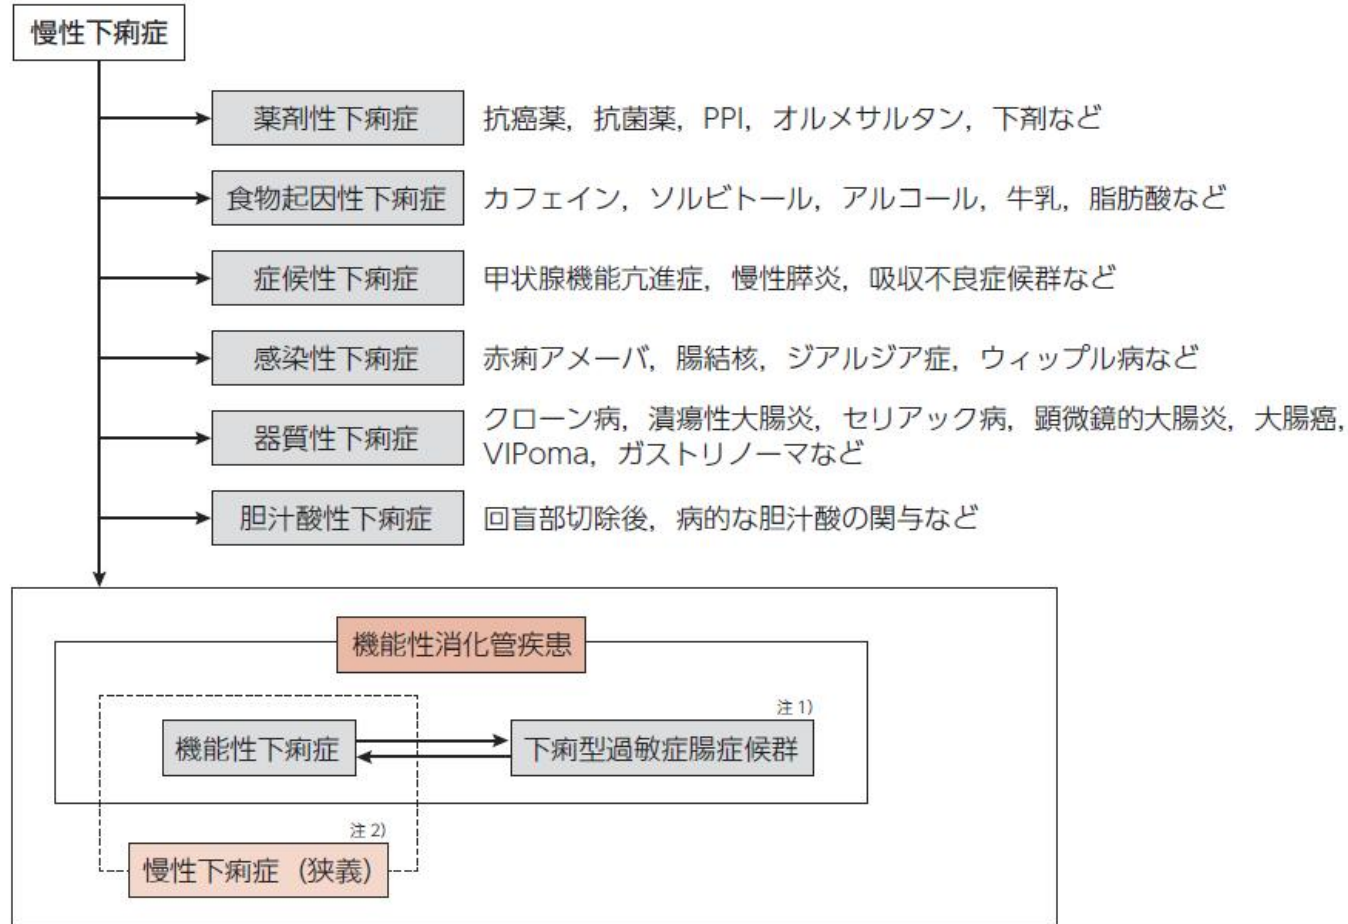 慢性下痢症
薬剤性下痢症
抗癌薬，抗菌薬，PPI，オルメサルタン，下剤など
食物起因性下痢症
カフェイン，ソルビトール，アルコール，牛乳，脂肪酸など
症候性下痢症
甲状腺機能亢進症，慢性膵炎，吸収不良症候群など
感染性下痢症
赤痢アメーバ，腸結核，ジアルジア症，ウィップル病など
器質性下痢症
クローン病，潰瘍性大腸炎，セリアック病，顕微鏡的大腸炎，大腸癌，
VIPoma，ガストリノーマなど
胆汁酸性下痢症
回盲部切除後，病的な胆汁酸の関与など
機能性消化管疾患
注1）
機能性下痢症
下痢型過敏症腸症候群
注2）
慢性下痢症（狭義）